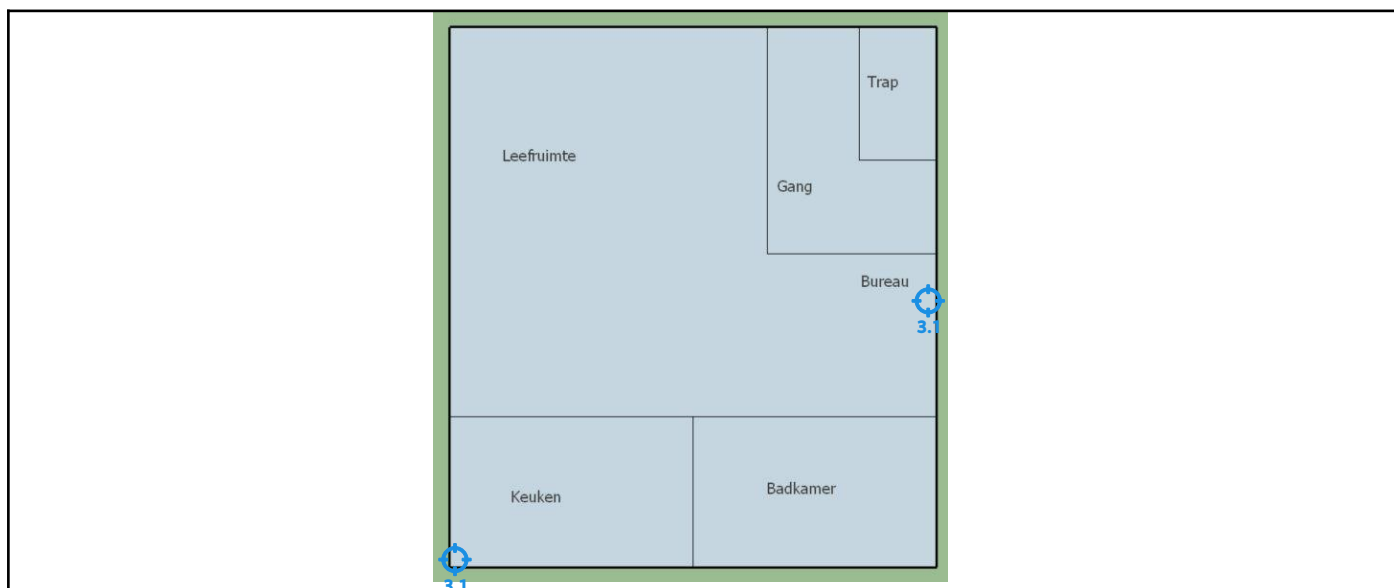 Trap
Leefruimte
Gang
Bureau
3.1
Badkamer
Keuken
3.1